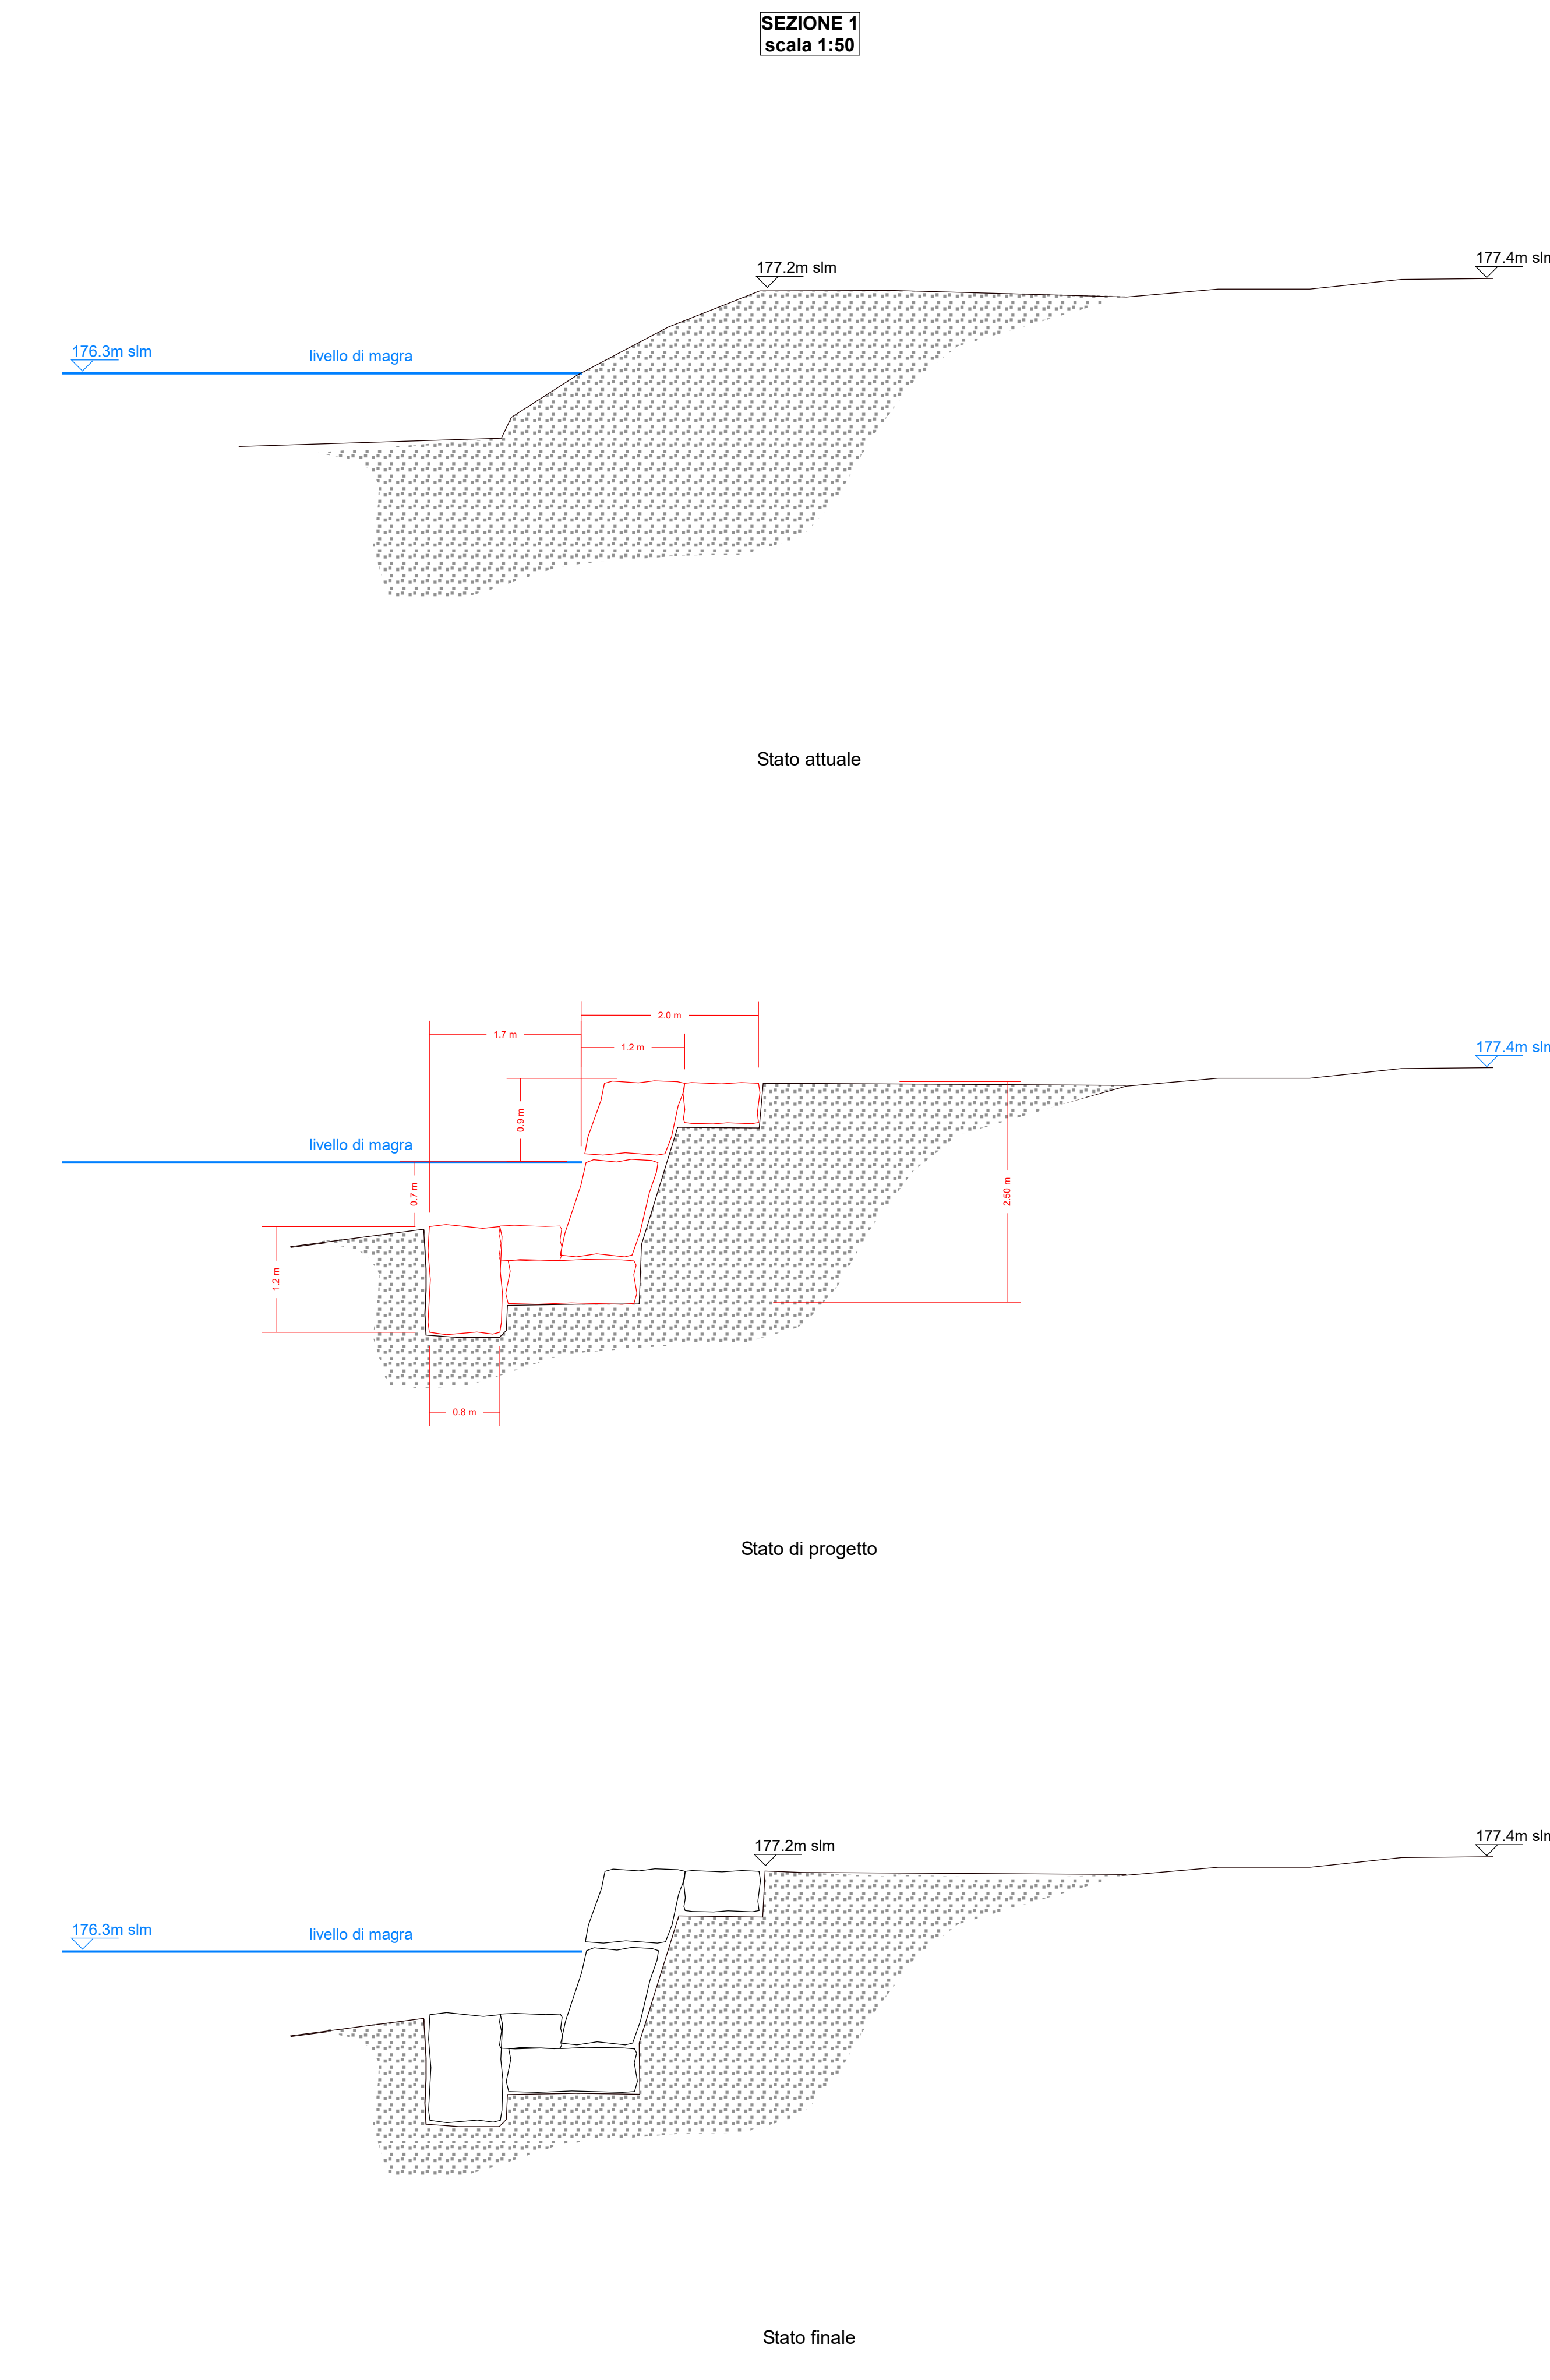 SEZIONE 1
scala 1:50
177.2m slm
177.4m slm
176.3m slm
livello di magra
Stato attuale
2.0 m
1.7 m
1.2 m
177.4m slm
0.9 m
livello di magra
0.7 m
2.50 m
1.2 m
0.8 m
Stato di progetto
177.2m slm
177.4m slm
176.3m slm
livello di magra
Stato finale